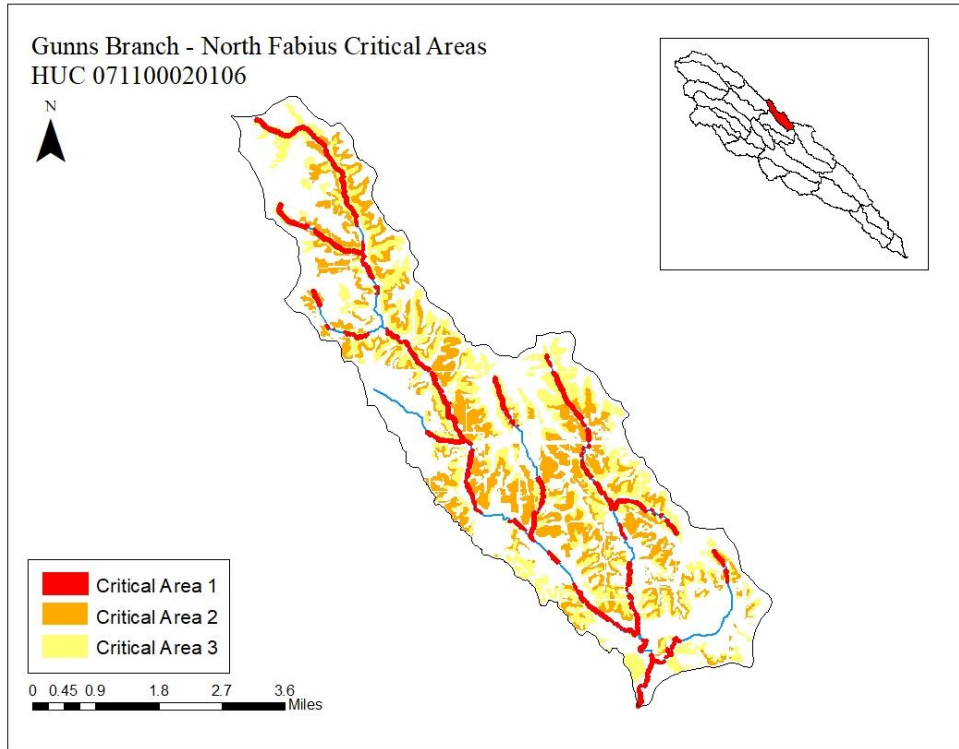 Gunns Branch - North Fabius Critical Areas
HUC 071100020106
N
Critical Area 1
Critical Area 2
Critical Area 3
0 0.45 0.9 1.8 2.7 3.6
Miles